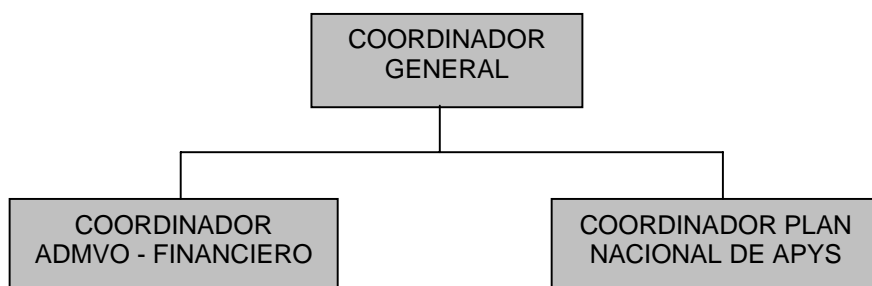 COORDINADOR
GENERAL
COORDINADOR
ADMVO - FINANCIERO
COORDINADOR PLAN
NACIONAL DE APYS